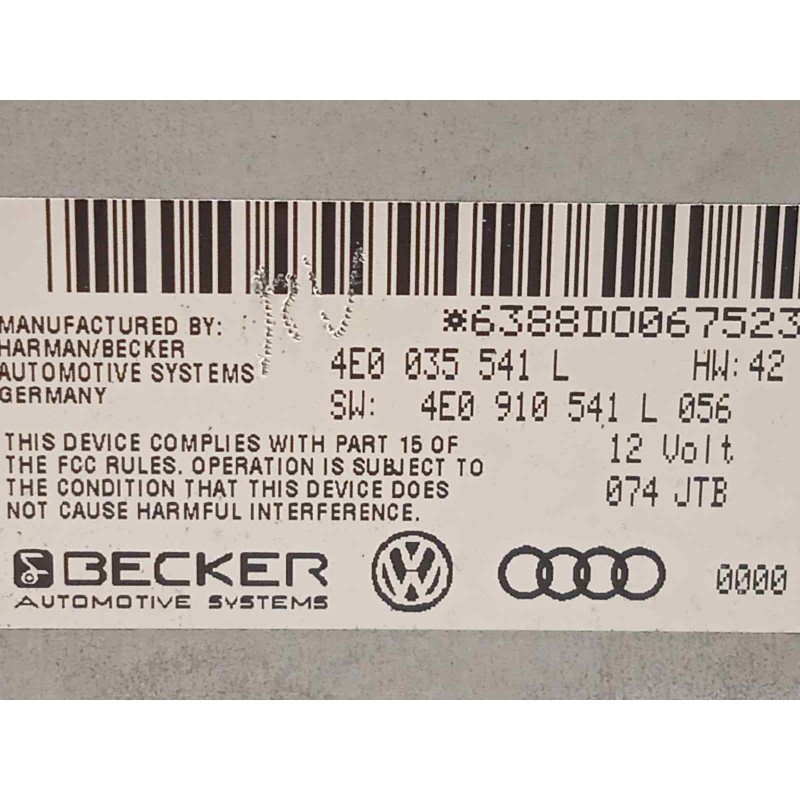 *6388D0067523
MANUFACTURED BY:
HARMAN/BECKER
AUTOMOTIVE SYSTEMS
GERMANY
4E0 035 541 L HW:42
SW: 4E0 910 541 L 056
THIS DEVICE COMPLIES WITH PART 15 OF
THE FCC RULES. OPERATION IS SUBJECT TO
THE CONDITION THAT THIS DEVICE DOES
NOT CAUSE HARMFUL INTERFERENCE.
12 Volt
074 JTB
BECKER
AUTOMOTIVE SYSTEMS
VW
0000